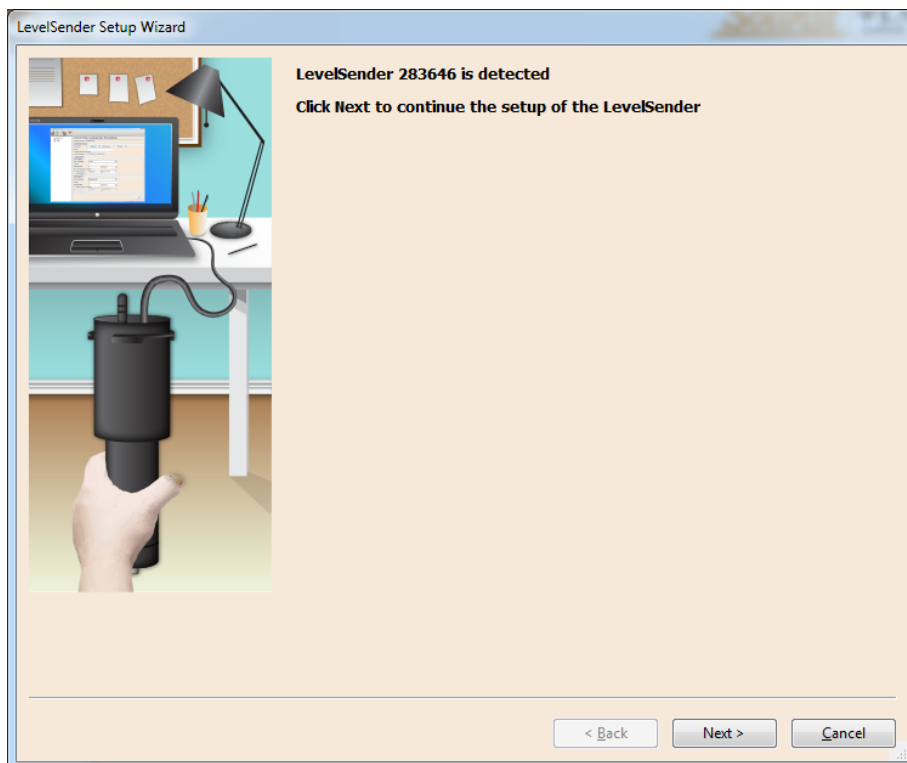 LevelSender Setup Wizard
LevelSender 283646 is detected
Click Next to continue the setup of the LevelSender
< Back
Next >
Cancel